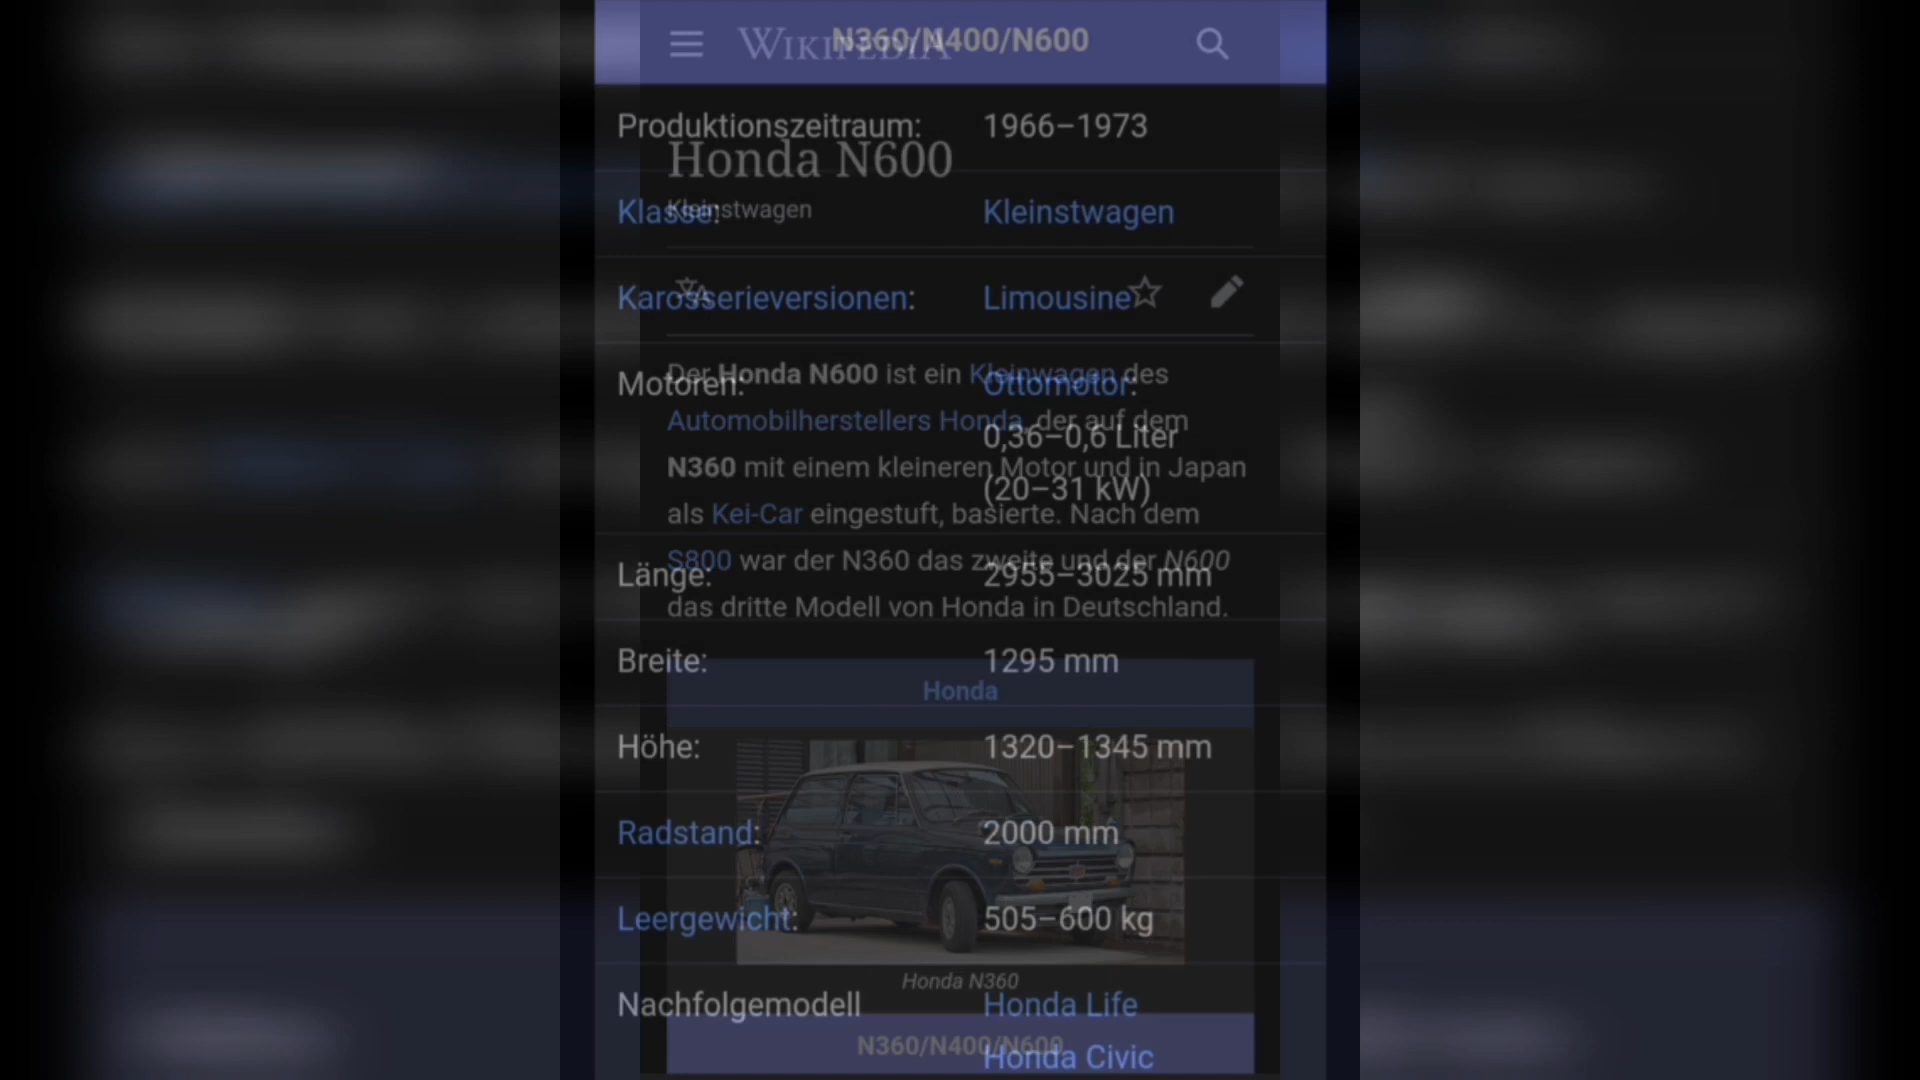 WIKIPEDIA
N360/N400/N600
Produktionszeitraum: 1966–1973
Honda N600
Kleinstwagen
Klasse: Kleinstwagen
Karosserieversionen: Limousine
Der Honda N600 ist ein Kleinwagen des
Automobilherstellers Honda, der auf dem
N360 mit einem kleineren Motor und in Japan
als Kei-Car eingestuft, basierte. Nach dem
S800 war der N360 das zweite und der N600
das dritte Modell von Honda in Deutschland.
Motoren: Ottomotor:
0,36–0,6 Liter
(20–31 kW)
Länge: 2955–3025 mm
Breite: 1295 mm
Honda
Höhe: 1320–1345 mm
Radstand: 2000 mm
Leergewicht: 505–600 kg
Honda N360
Nachfolgemodell Honda Life
N360/N400/N600
Honda Civic